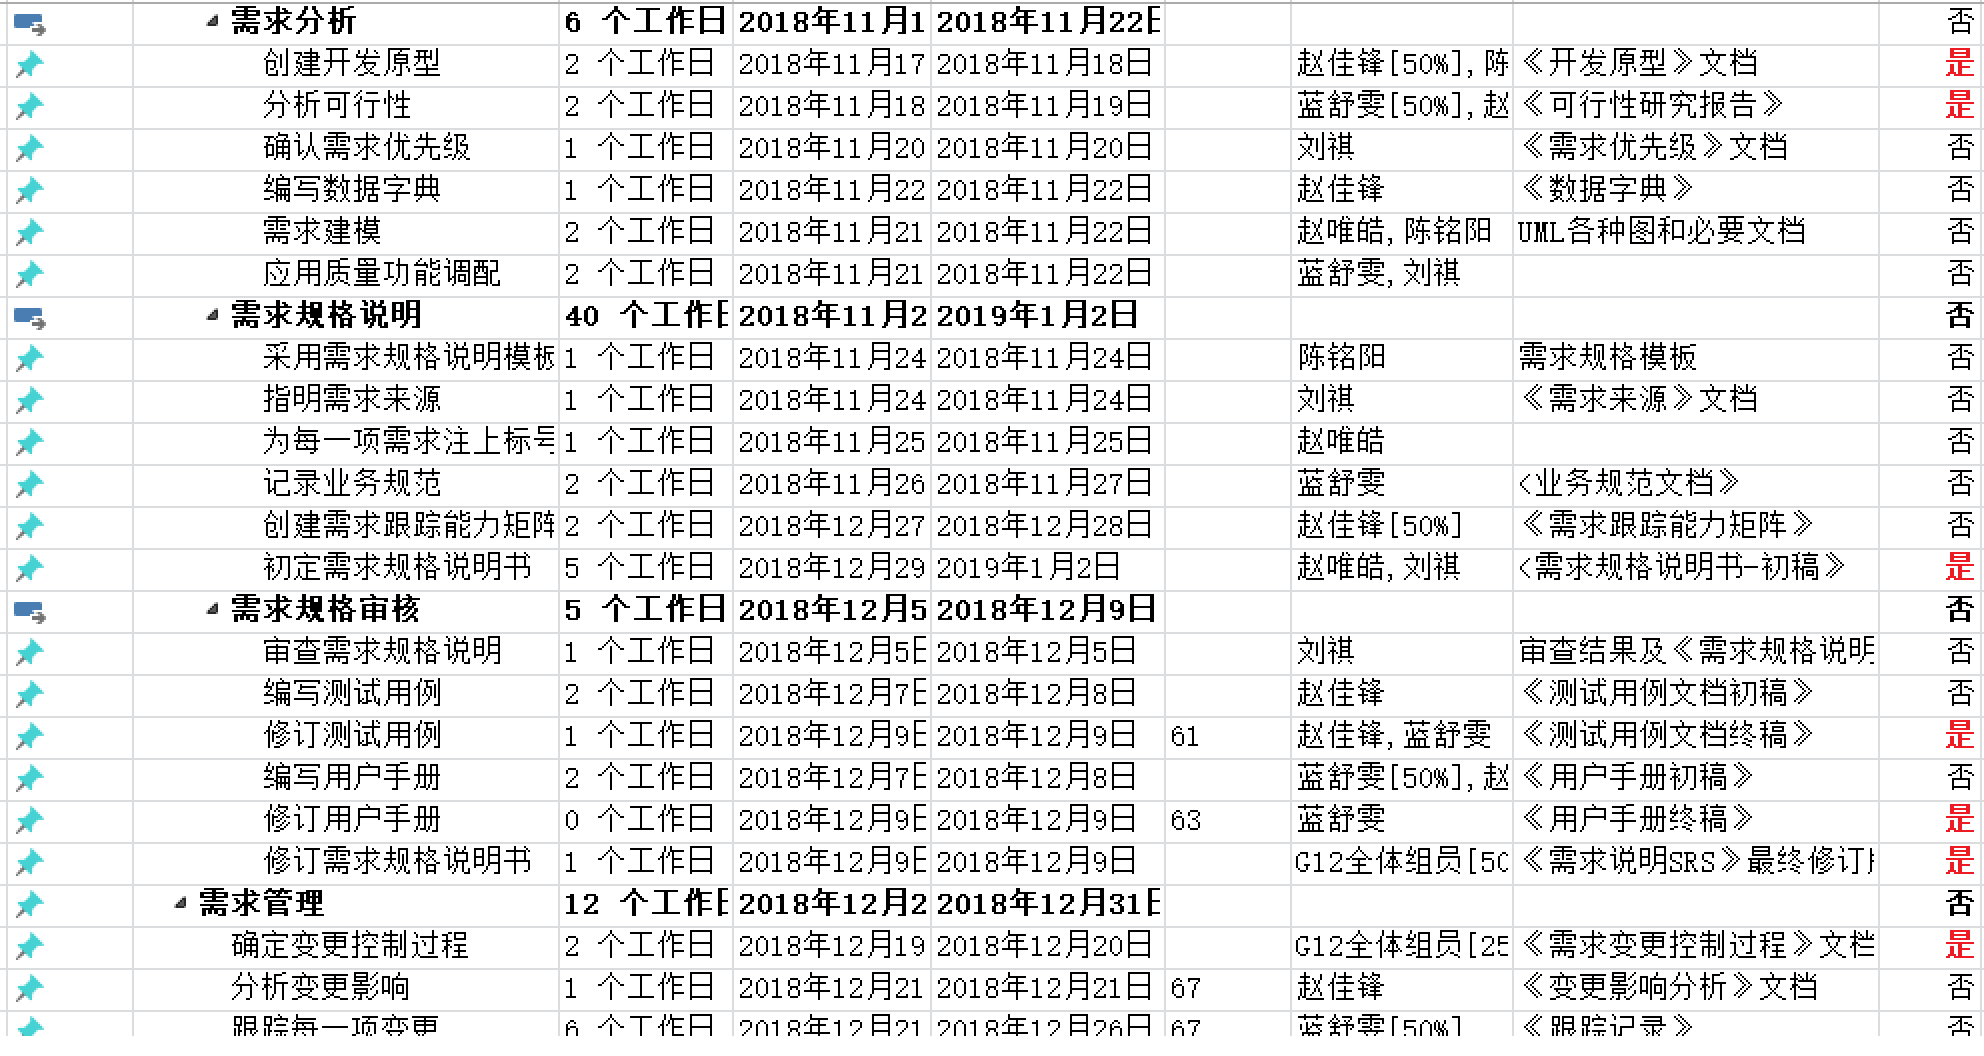 需求分析 6 个工作日 2018年11月1 2018年11月22日 否
创建开发原型 2 个工作日 2018年11月17 2018年11月18日 赵佳锋[50%],陈 《开发原型》文档 是
分析可行性 2 个工作日 2018年11月18 2018年11月19日 蓝舒雯[50%],赵 《可行性研究报告》 是
确认需求优先级 1 个工作日 2018年11月20 2018年11月20日 刘祺 《需求优先级》文档 否
编写数据字典 1 个工作日 2018年11月22 2018年11月22日 赵佳锋 《数据字典》 否
需求建模 2 个工作日 2018年11月21 2018年11月22日 赵唯皓,陈铭阳 UML各种图和必要文档 否
应用质量功能调配 2 个工作日 2018年11月21 2018年11月22日 蓝舒雯,刘祺 否
需求规格说明 40 个工作日 2018年11月2 2019年1月2日 否
采用需求规格说明模板 1 个工作日 2018年11月24 2018年11月24日 陈铭阳 需求规格模板 否
指明需求来源 1 个工作日 2018年11月24 2018年11月24日 刘祺 《需求来源》文档 否
为每一项需求注上标号 1 个工作日 2018年11月25 2018年11月25日 赵唯皓 否
记录业务规范 2 个工作日 2018年11月26 2018年11月27日 蓝舒雯 <业务规范文档》 否
创建需求跟踪能力矩阵 2 个工作日 2018年12月27 2018年12月28日 赵佳锋[50%] 《需求跟踪能力矩阵》 否
初定需求规格说明书 5 个工作日 2018年12月29 2019年1月2日 赵唯皓,刘祺 <需求规格说明书-初稿》 是
需求规格审核 5 个工作日 2018年12月5 2018年12月9日 否
审查需求规格说明 1 个工作日 2018年12月5日 2018年12月5日 刘祺 审查结果及《需求规格说明 否
编写测试用例 2 个工作日 2018年12月7日 2018年12月8日 赵佳锋 《测试用例文档初稿》 否
修订测试用例 1 个工作日 2018年12月9日 2018年12月9日 61 赵佳锋,蓝舒雯 《测试用例文档终稿》 是
编写用户手册 2 个工作日 2018年12月7日 2018年12月8日 蓝舒雯[50%],赵 《用户手册初稿》 否
修订用户手册 0 个工作日 2018年12月9日 2018年12月9日 63 蓝舒雯 《用户手册终稿》 是
修订需求规格说明书 1 个工作日 2018年12月9日 2018年12月9日 G12全体组员[50 《需求说明SRS》最终修订 是
需求管理 12 个工作日 2018年12月2 2018年12月31日 否
确定变更控制过程 2 个工作日 2018年12月19 2018年12月20日 G12全体组员[25 《需求变更控制过程》文档 是
分析变更影响 1 个工作日 2018年12月21 2018年12月21日 67 赵佳锋 《变更影响分析》文档 否
跟踪每一项变更 6 个工作日 2018年12月21 2018年12月26日 67 蓝舒雯[50%] 《跟踪记录》 否